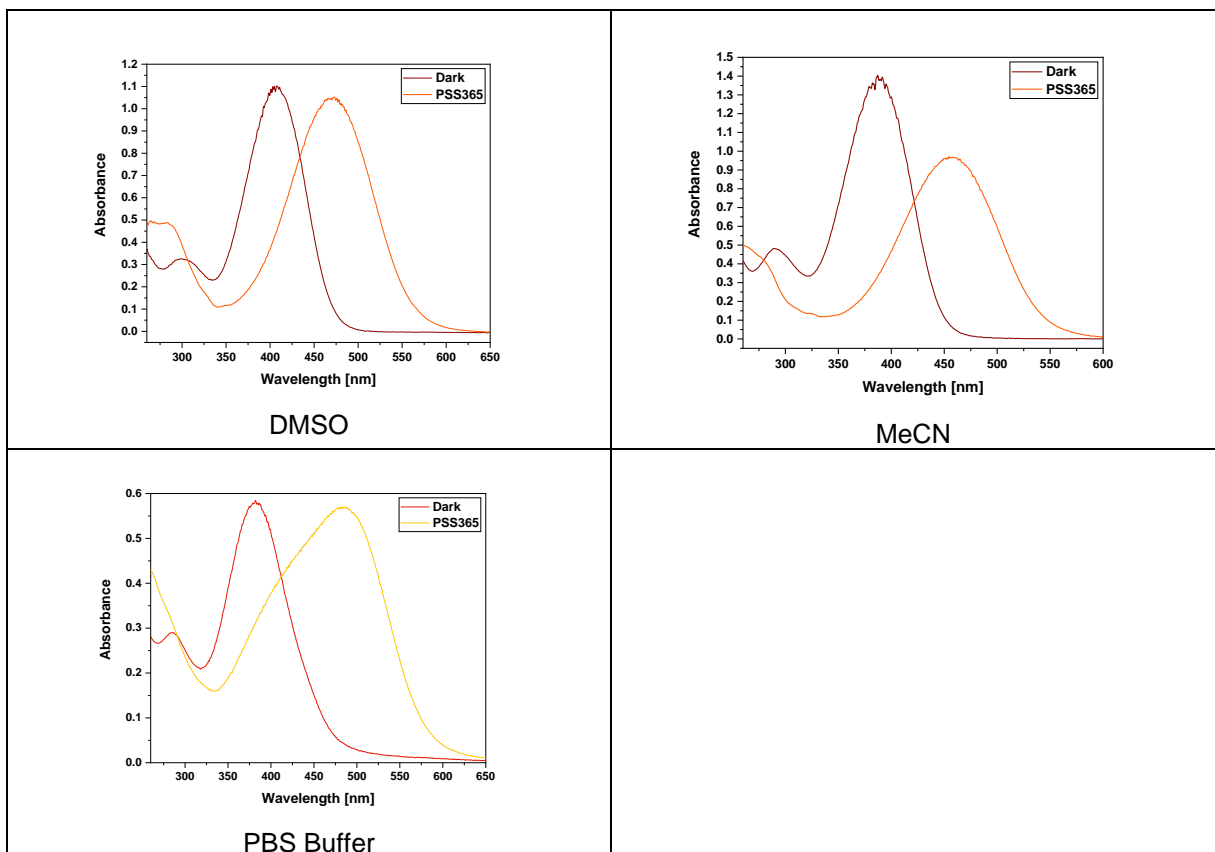 1.2
1.1
1.0
0.9
0.8
0.7
0.6
0.5
0.4
0.3
0.2
0.1
0.0
Absorbance
Dark
PSS365
300 350 400 450 500 550 600 650
Wavelength [nm]
DMSO
1.5
1.4
1.3
1.2
1.1
1.0
0.9
0.8
0.7
0.6
0.5
0.4
0.3
0.2
0.1
0.0
Absorbance
Dark
PSS365
300 350 400 450 500 550 600
Wavelength [nm]
MeCN
0.6
0.5
0.4
0.3
0.2
0.1
0.0
Absorbance
Dark
PSS365
300 350 400 450 500 550 600 650
Wavelength [nm]
PBS Buffer